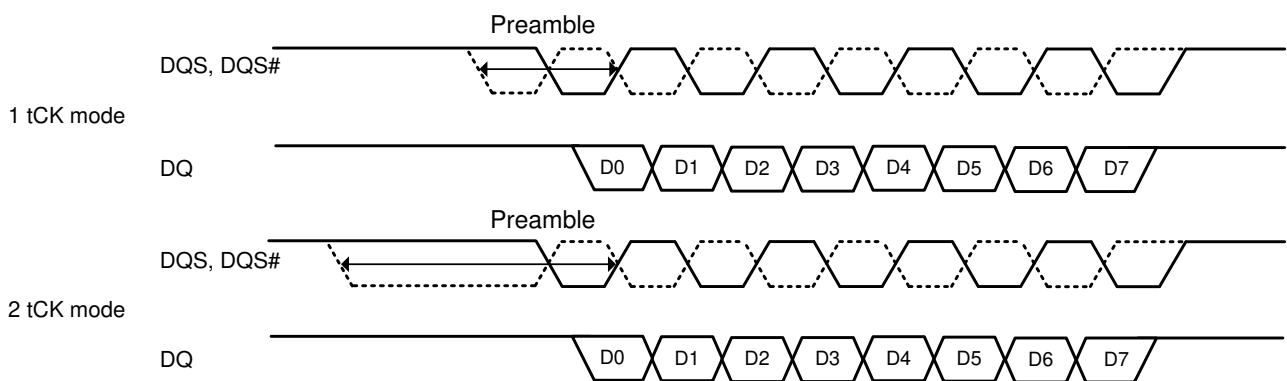 Preamble
DQS, DQS#
1 tCK mode
DQ
D0 D1 D2 D3 D4 D5 D6 D7
Preamble
DQS, DQS#
2 tCK mode
DQ
D0 D1 D2 D3 D4 D5 D6 D7